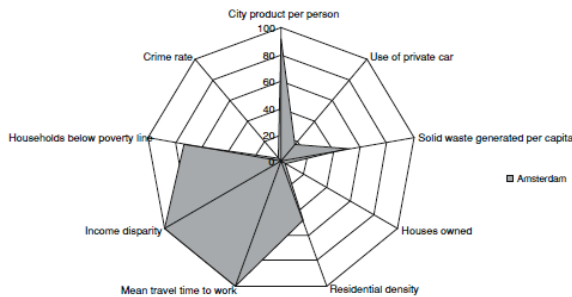 City product per person
100
Crime rate
Use of private car
80
60
40
Households below poverty line
20
Solid waste generated per capita
0
Amsterdam
Income disparity
Houses owned
Mean travel time to work
Residential density